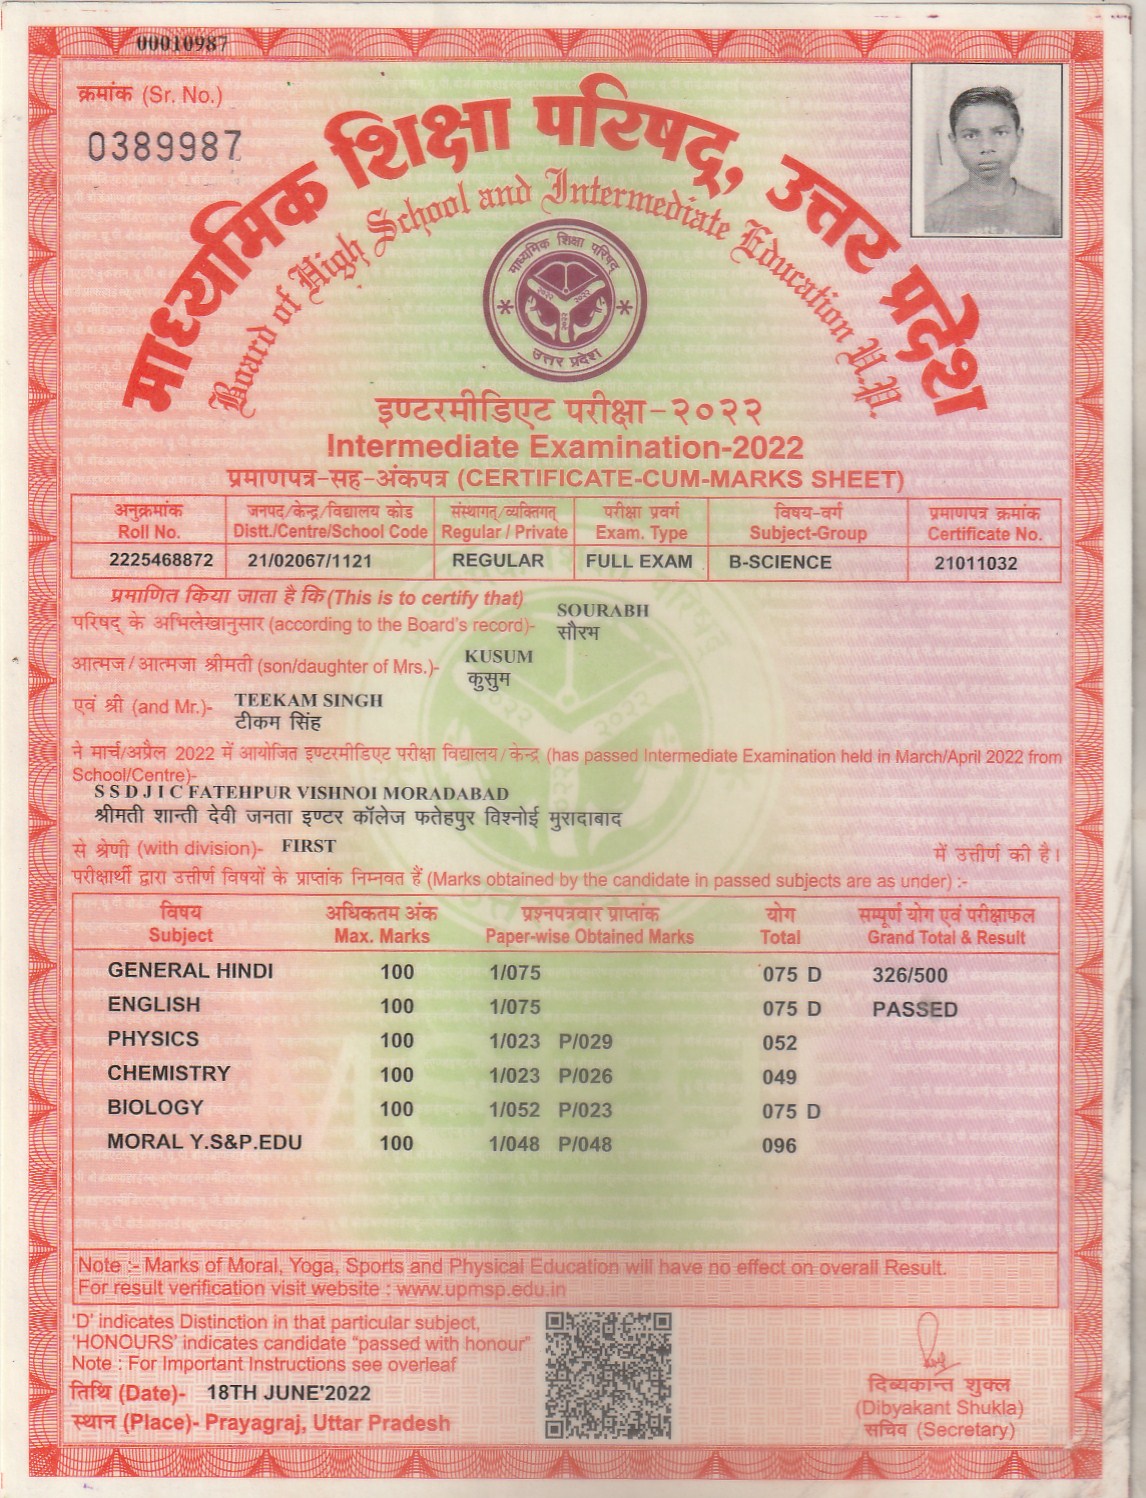 00010987
क्रमांक (Sr. No.)
0389987
माध्यमिक शिक्षा परिषद्, उत्तर प्रदेश
Board of High School and Intermediate Education U.P.
माध्यमिक शिक्षा परिषद्
२०२२ २०२२
२०२२
उत्तर प्रदेश
इण्टरमीडिएट परीक्षा-२०२२
Intermediate Examination-2022
प्रमाणपत्र-सह-अंकपत्र (CERTIFICATE-CUM-MARKS SHEET)
अनुक्रमांक जनपद/केन्द्र/विद्यालय कोड संस्थागत्/व्यक्तिगत् परीक्षा प्रवर्ग विषय-वर्ग प्रमाणपत्र क्रमांक
Roll No. Distt./Centre/School Code Regular / Private Exam. Type Subject-Group Certificate No.
2225468872 21/02067/1121 REGULAR FULL EXAM B-SCIENCE 21011032
प्रमाणित किया जाता है कि (This is to certify that)
परिषद् के अभिलेखानुसार (according to the Board's record)- SOURABH
सौरभ
आत्मज/आत्मजा श्रीमती (son/daughter of Mrs.)- KUSUM
कुसुम
एवं श्री (and Mr.)- TEEKAM SINGH
टीकम सिंह
ने मार्च/अप्रैल 2022 में आयोजित इण्टरमीडिएट परीक्षा विद्यालय/केन्द्र (has passed Intermediate Examination held in March/April 2022 from
School/Centre)-
S S D J I C FATEHPUR VISHNOI MORADABAD
श्रीमती शान्ती देवी जनता इण्टर कॉलेज फतेहपुर विश्नोई मुरादाबाद
से श्रेणी (with division)- FIRST में उत्तीर्ण की है।
परीक्षार्थी द्वारा उत्तीर्ण विषयों के प्राप्तांक निम्नवत हैं (Marks obtained by the candidate in passed subjects are as under) :-
विषय अधिकतम अंक प्रश्नपत्रवार प्राप्तांक योग सम्पूर्ण योग एवं परीक्षाफल
Subject Max. Marks Paper-wise Obtained Marks Total Grand Total & Result
GENERAL HINDI 100 1/075 075 D 326/500
ENGLISH 100 1/075 075 D PASSED
PHYSICS 100 1/023 P/029 052
CHEMISTRY 100 1/023 P/026 049
BIOLOGY 100 1/052 P/023 075 D
MORAL Y.S&P.EDU 100 1/048 P/048 096
Note :- Marks of Moral, Yoga, Sports and Physical Education will have no effect on overall Result.
For result verification visit website : www.upmsp.edu.in
'D' indicates Distinction in that particular subject,
'HONOURS' indicates candidate "passed with honour"
Note : For Important Instructions see overleaf
तिथि (Date)- 18TH JUNE'2022
स्थान (Place)- Prayagraj, Uttar Pradesh
दिब्यकान्त शुक्ल
(Dibyakant Shukla)
सचिव (Secretary)